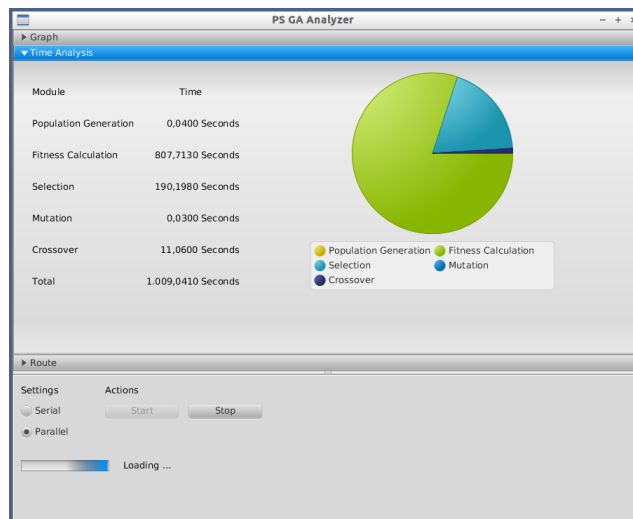 PS GA Analyzer
Graph
Time Analysis
Module Time
Population Generation 0,0400 Seconds
Fitness Calculation 807,7130 Seconds
Selection 190,1980 Seconds
Mutation 0,0300 Seconds
Crossover 11,0600 Seconds
Total 1.009,0410 Seconds
Population Generation Fitness Calculation
Selection Mutation
Crossover
Route
Settings Actions
Serial Start Stop
Parallel
Loading ...